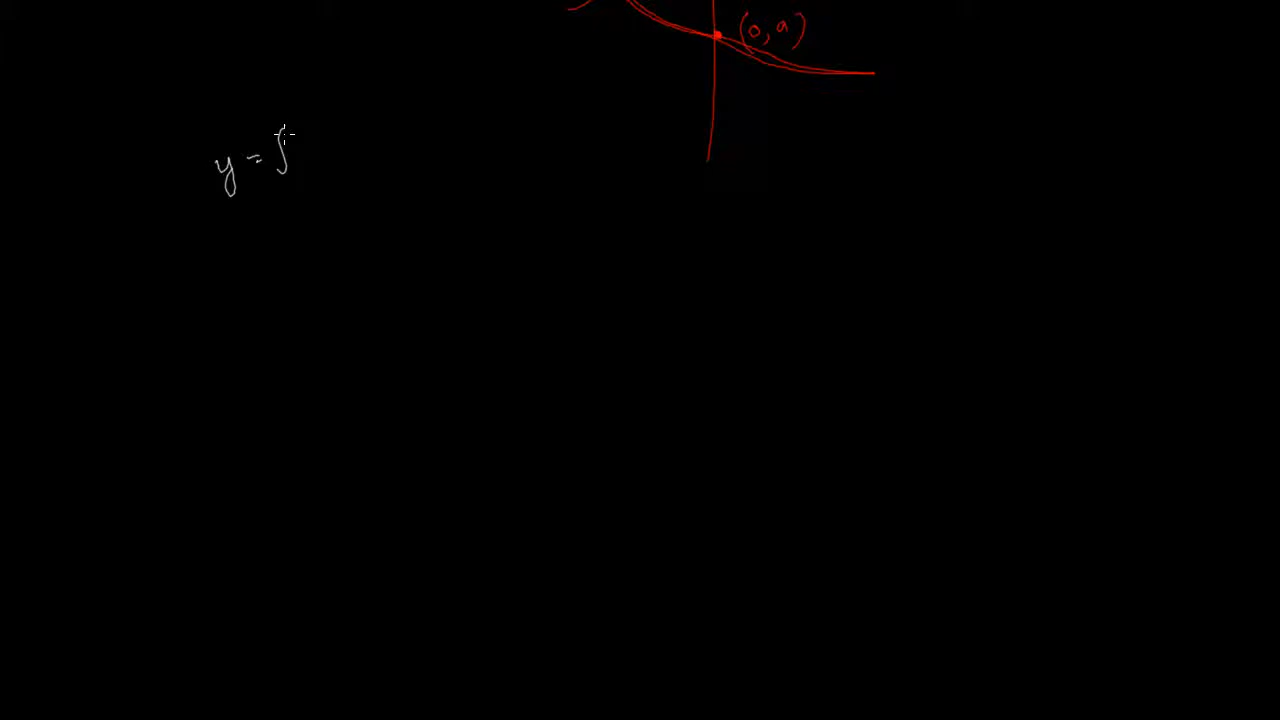 (0, a)
y = ∫